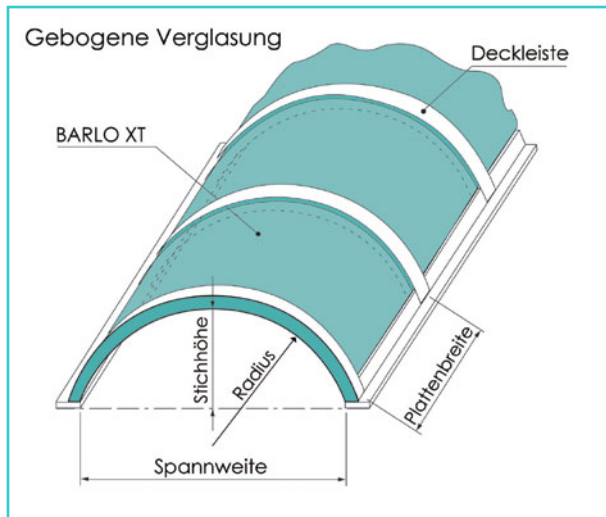 Gebogene Verglasung
Deckleiste
BARLO XT
Stichhöhe
Radius
Plattenbreite
Spannweite